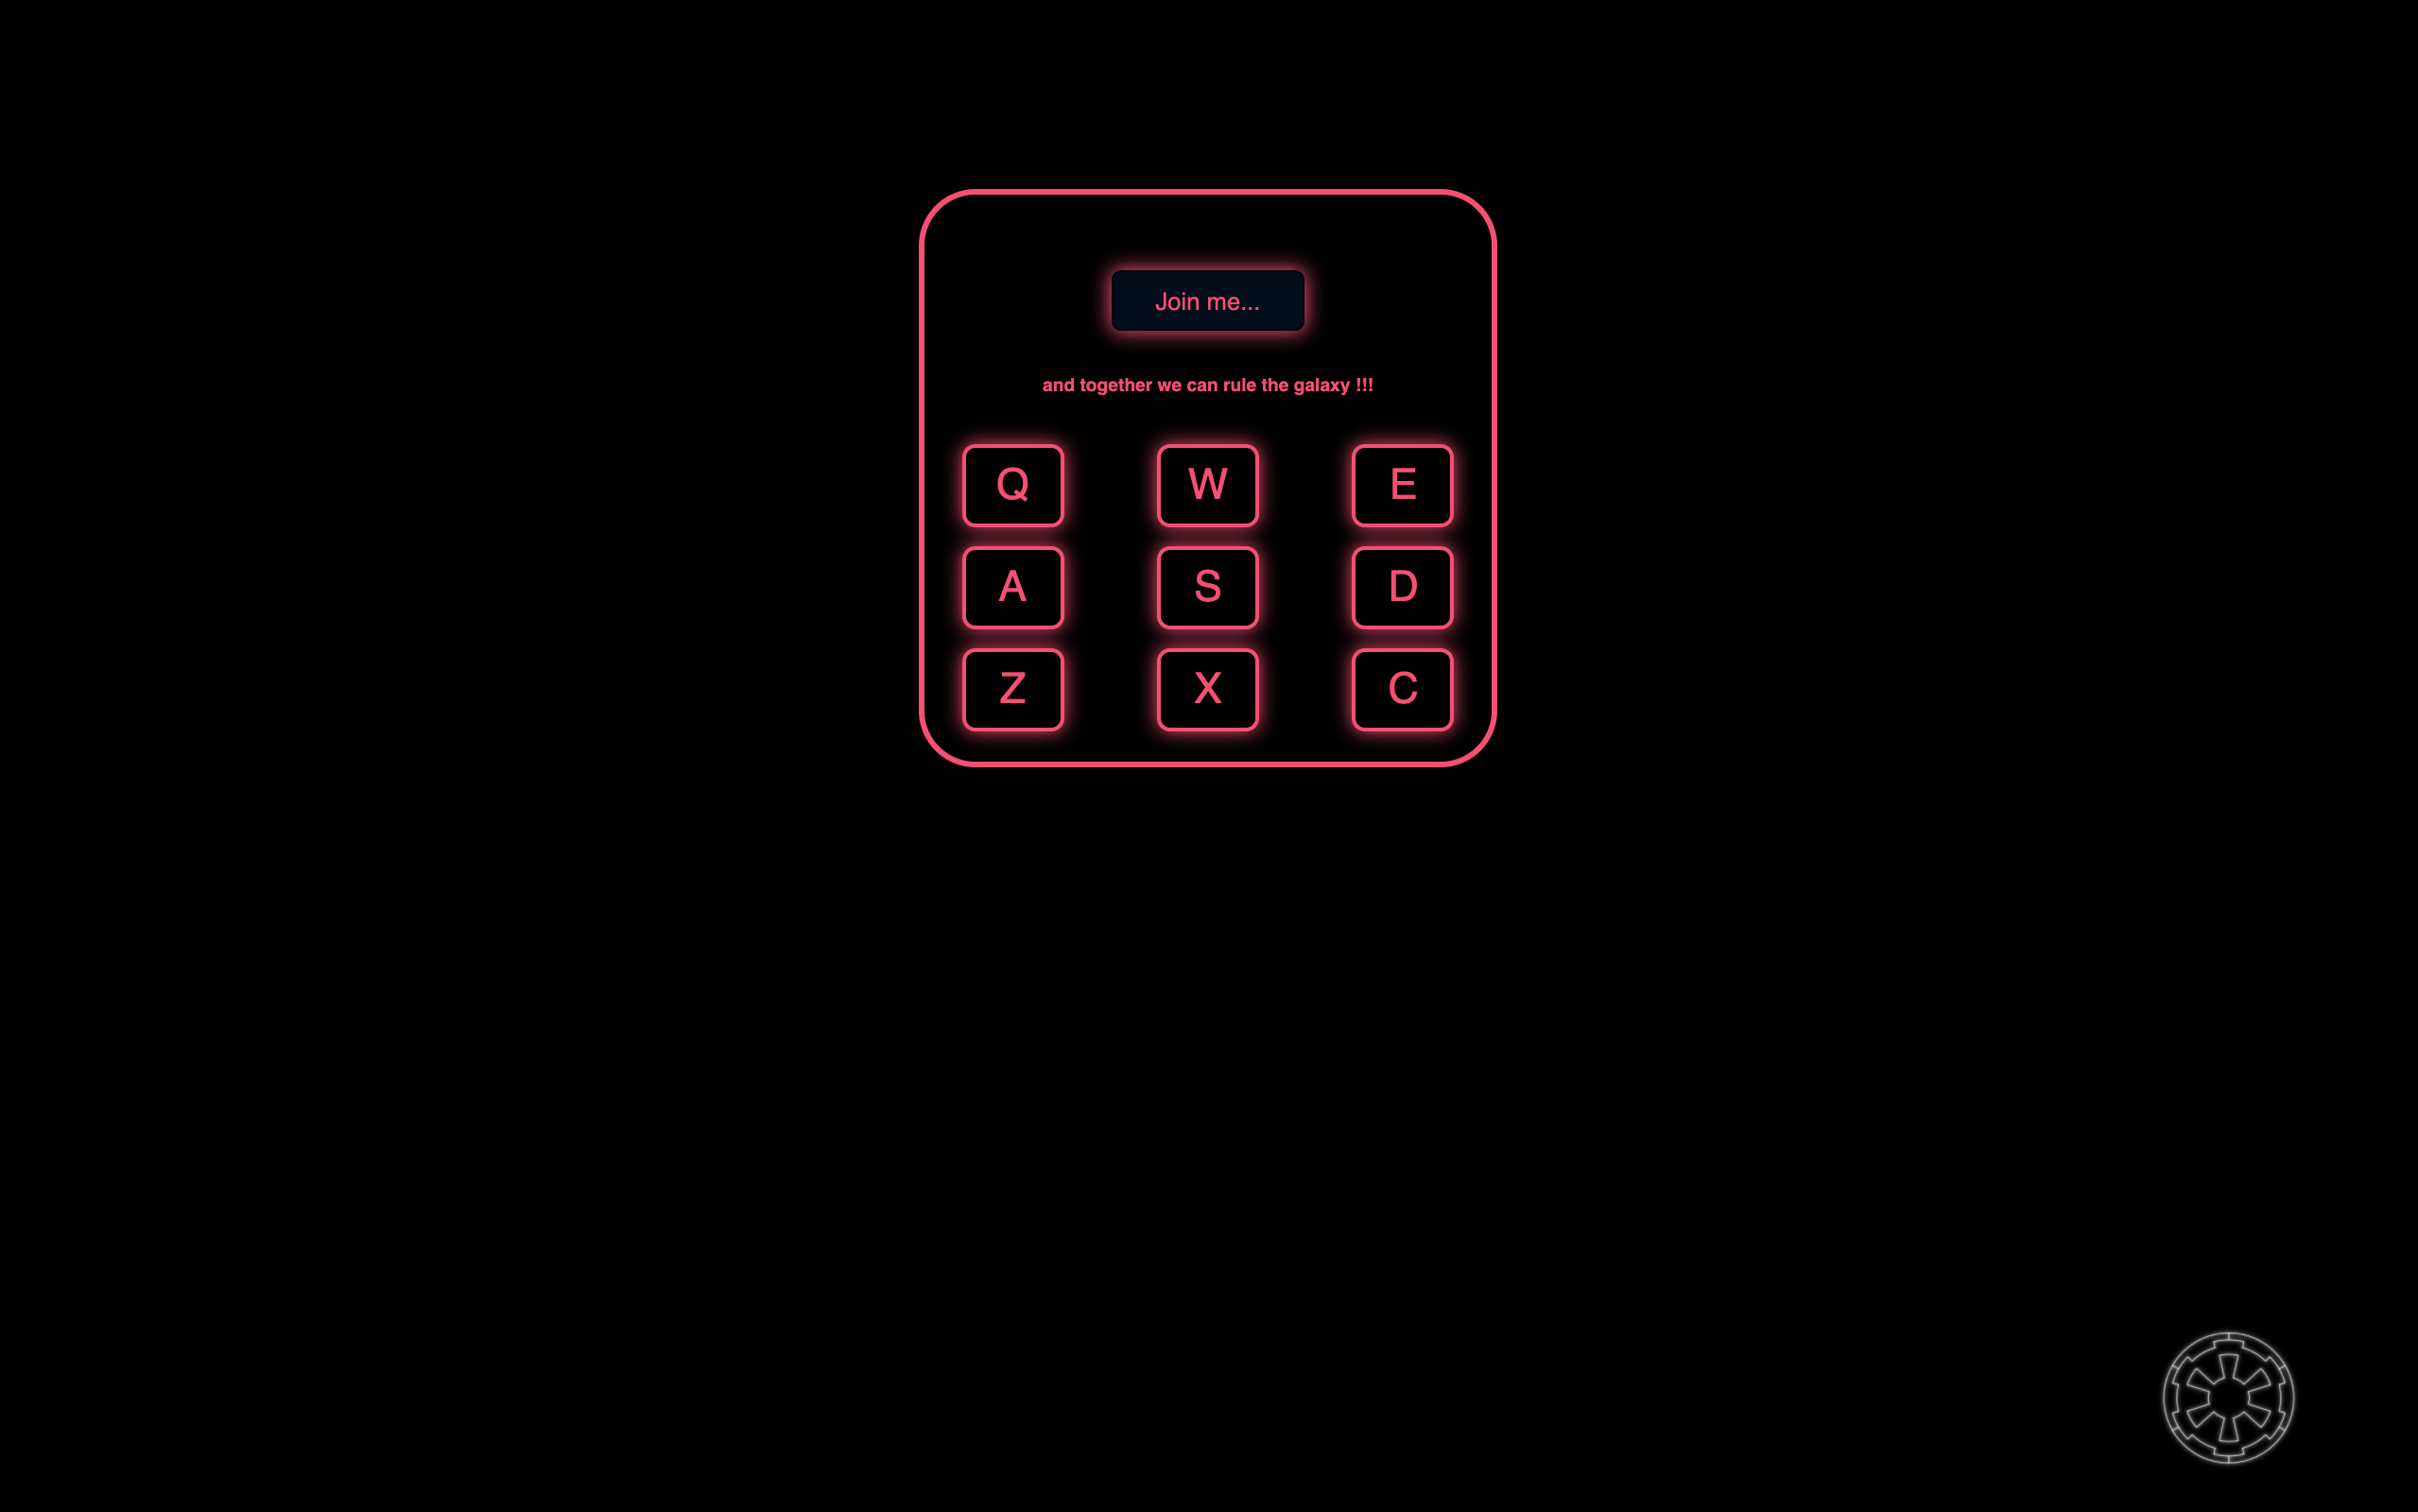 Join me...
and together we can rule the galaxy !!!
Q W E
A S D
Z X C